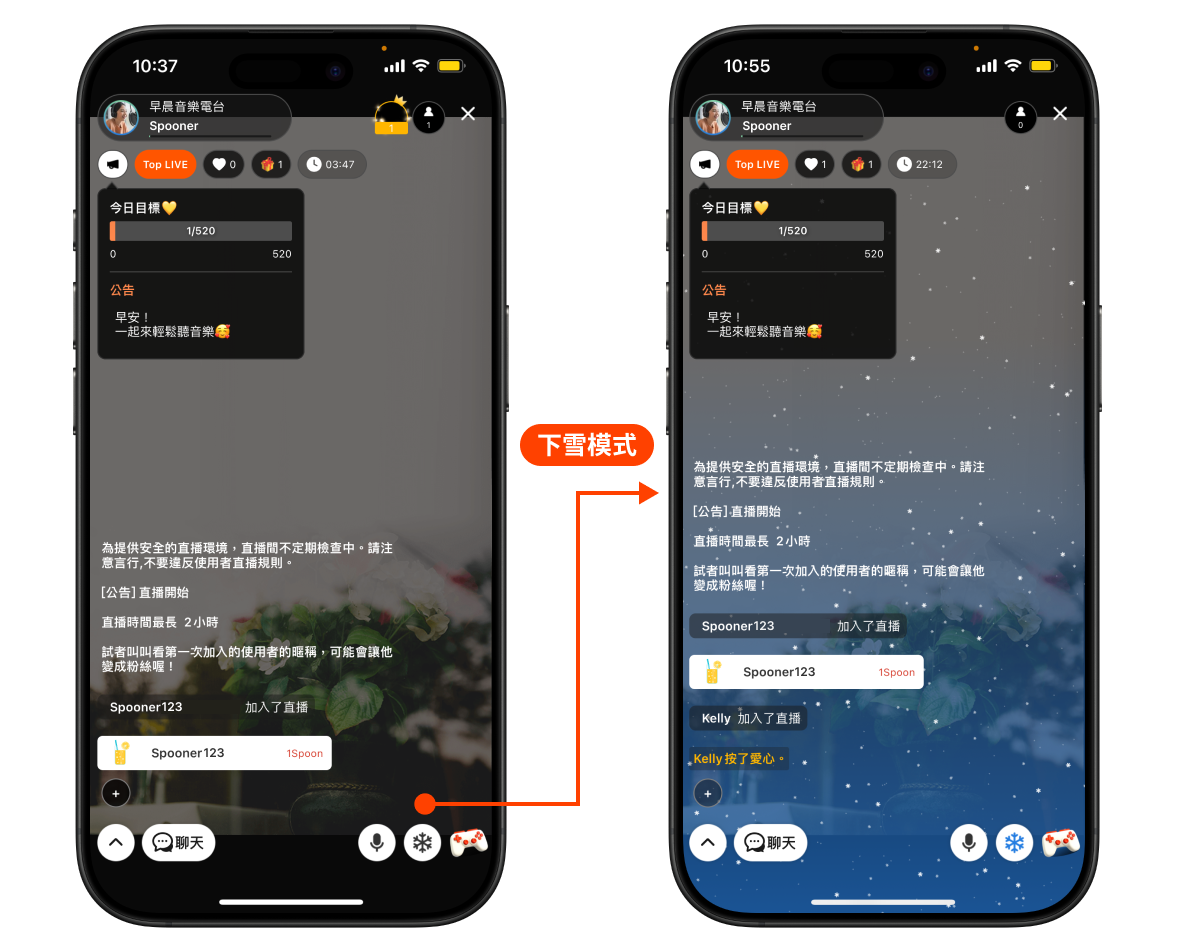 10:37
早晨音樂電台
Spooner
1
1
Top LIVE
0
1
03:47
今日目標💛
1/520
0
520
公告
早安！
一起來輕鬆聽音樂🥰
為提供安全的直播環境，直播間不定期檢查中。請注
意言行,不要違反使用者直播規則。
[公告] 直播開始
直播時間最長 2小時
試者叫叫看第一次加入的使用者的暱稱，可能會讓他
變成粉絲喔！
Spooner123 加入了直播
Spooner123 1Spoon
+
聊天
下雪模式
10:55
早晨音樂電台
Spooner
0
Top LIVE
1
1
22:12
今日目標💛
1/520
0
520
公告
早安！
一起來輕鬆聽音樂🥰
為提供安全的直播環境，直播間不定期檢查中。請注
意言行,不要違反使用者直播規則。
[公告] 直播開始
直播時間最長 2小時
試者叫叫看第一次加入的使用者的暱稱，可能會讓他
變成粉絲喔！
Spooner123 加入了直播
Spooner123 1Spoon
Kelly 加入了直播
Kelly 按了愛心。
+
聊天